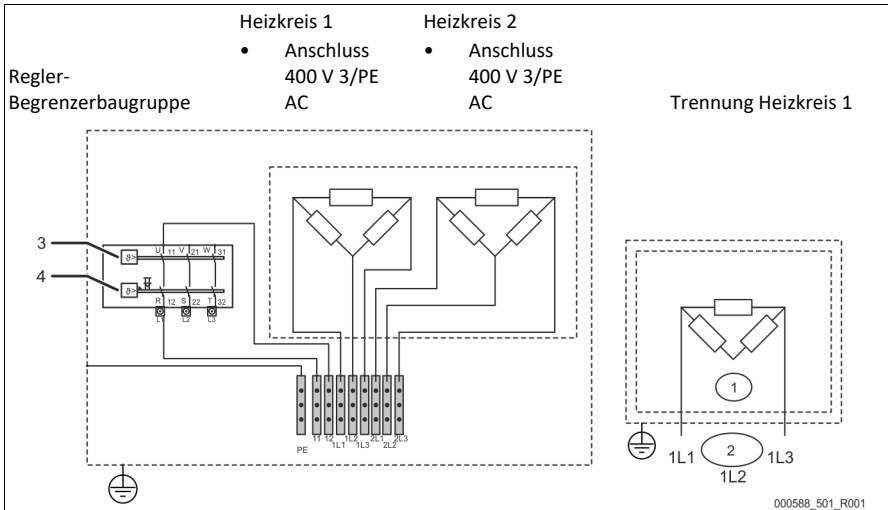 Heizkreis 1 Heizkreis 2
• Anschluss • Anschluss
Regler- 400 V 3/PE 400 V 3/PE
Begrenzerbaugruppe AC AC Trennung Heizkreis 1
3
U 11 V 21 W 31
ϑ>
4
ϑ>
R 12 S 22 T 32
L1 L2 L3
1
PE 11 12 1L1 1L2 1L3 2L1 2L2 2L3
1L1 2 1L3
1L2
000588_501_R001